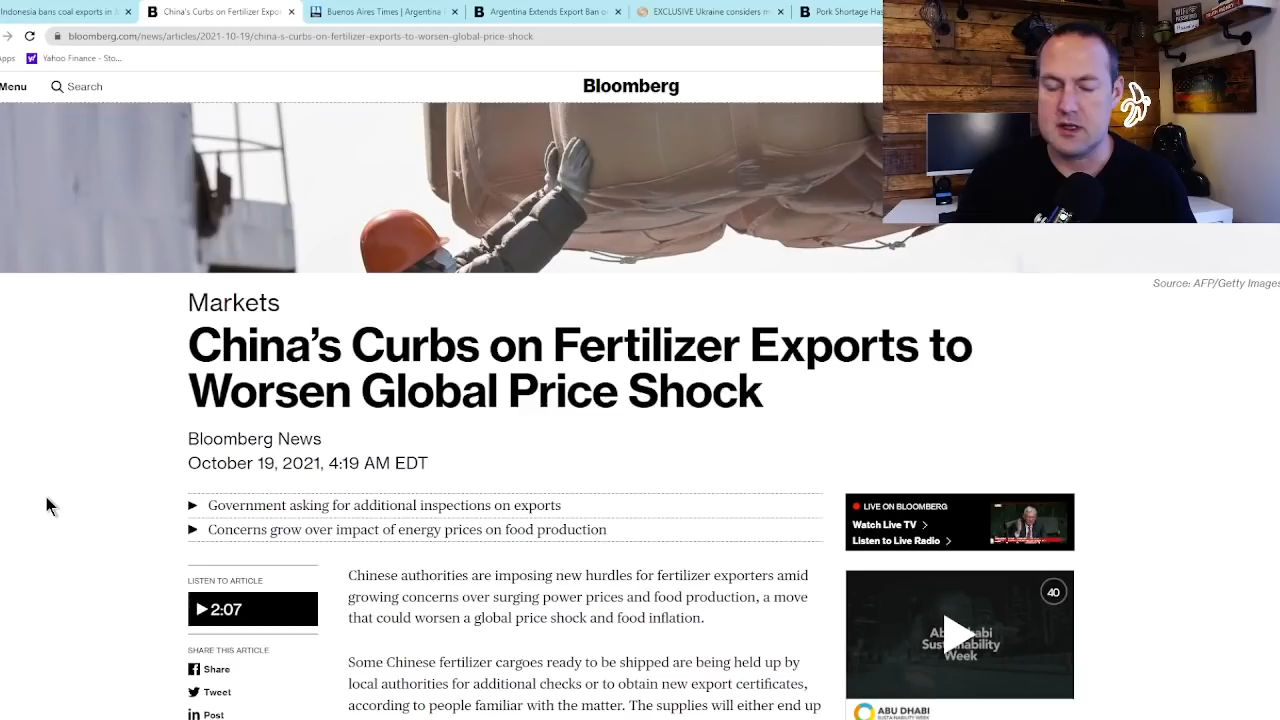 Indonesia bans coal exports in J
China's Curbs on Fertilizer Expor
Buenos Aires Times | Argentina
Argentina Extends Export Ban o
EXCLUSIVE Ukraine considers m
Pork Shortage Has
bloomberg.com/news/articles/2021-10-19/china-s-curbs-on-fertilizer-exports-to-worsen-global-price-shock
Apps
Yahoo Finance - Sto...
Menu
Search
Bloomberg
Source: AFP/Getty Images
Markets
China's Curbs on Fertilizer Exports to
Worsen Global Price Shock
Bloomberg News
October 19, 2021, 4:19 AM EDT
Government asking for additional inspections on exports
Concerns grow over impact of energy prices on food production
LISTEN TO ARTICLE
2:07
SHARE THIS ARTICLE
Share
Tweet
Post
Chinese authorities are imposing new hurdles for fertilizer exporters amid
growing concerns over surging power prices and food production, a move
that could worsen a global price shock and food inflation.
Some Chinese fertilizer cargoes ready to be shipped are being held up by
local authorities for additional checks or to obtain new export certificates,
according to people familiar with the matter. The supplies will either end up
LIVE ON BLOOMBERG
Watch Live TV
Listen to Live Radio
40
Abu Dhabi
Sustainability
Week
ABU DHABI
SUSTAINABILITY WEEK